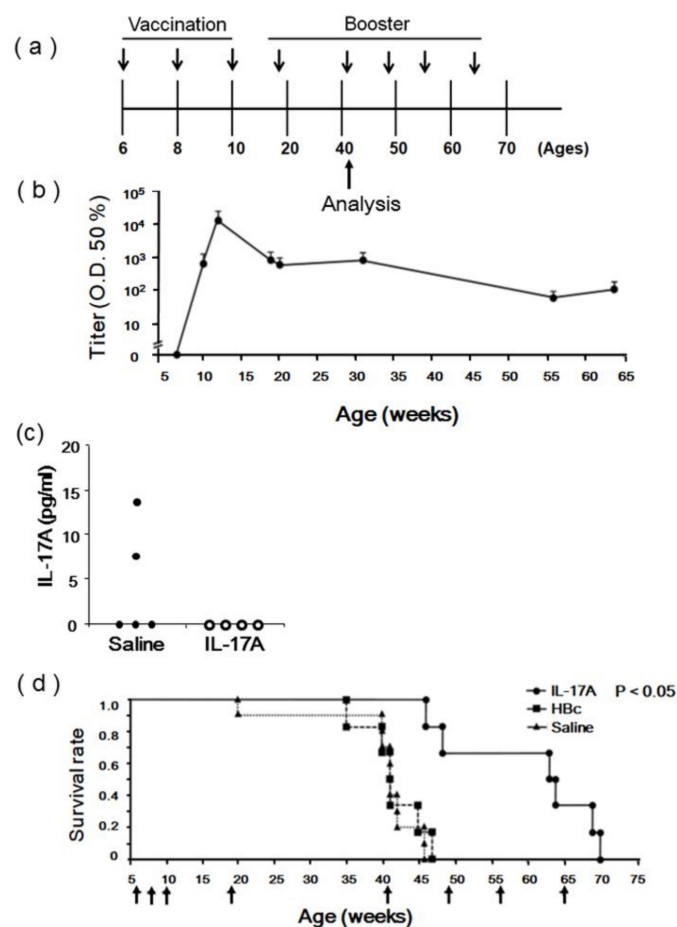 ( a )
Vaccination Booster
6 8 10 20 40 50 60 70 (Ages)
Analysis
( b )
Titer (O.D. 50 %)
10⁵
10⁴
10³
10²
10
0
5 10 15 20 25 30 35 40 45 50 55 60 65
Age (weeks)
(c)
IL-17A (pg/ml)
20
15
10
5
0
Saline IL-17A
( d )
IL-17A P < 0.05
HBc
Saline
Survival rate
1.0
0.8
0.6
0.4
0.2
0
5 10 15 20 25 30 35 40 45 50 55 60 65 70 75
Age (weeks)